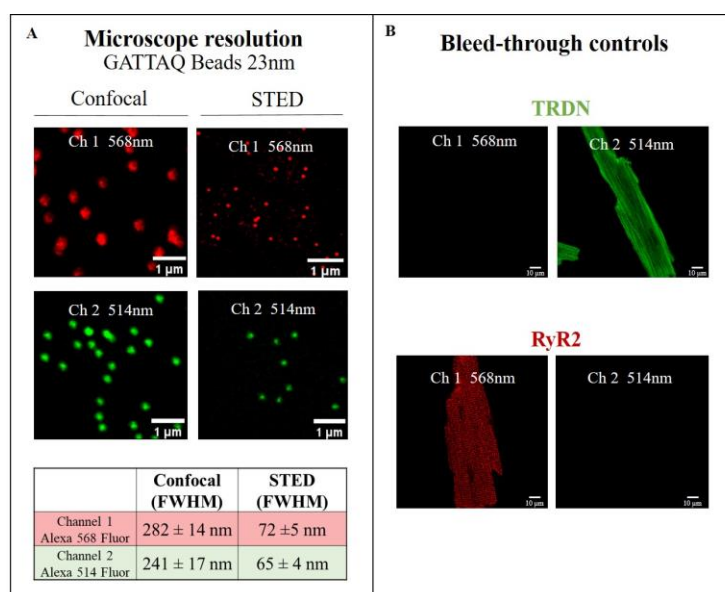 A
Microscope resolution
GATTAQ Beads 23nm
Confocal STED
Ch 1 568nm
1 µm
Ch 1 568nm
1 µm
Ch 2 514nm
1 µm
Ch 2 514nm
1 µm
Confocal (FWHM) STED (FWHM)
Channel 1
Alexa 568 Fluor
282 ± 14 nm
72 ±5 nm
Channel 2
Alexa 514 Fluor
241 ± 17 nm
65 ± 4 nm
B
Bleed-through controls
TRDN
Ch 1 568nm
10 µm
Ch 2 514nm
10 µm
RyR2
Ch 1 568nm
10 µm
Ch 2 514nm
10 µm